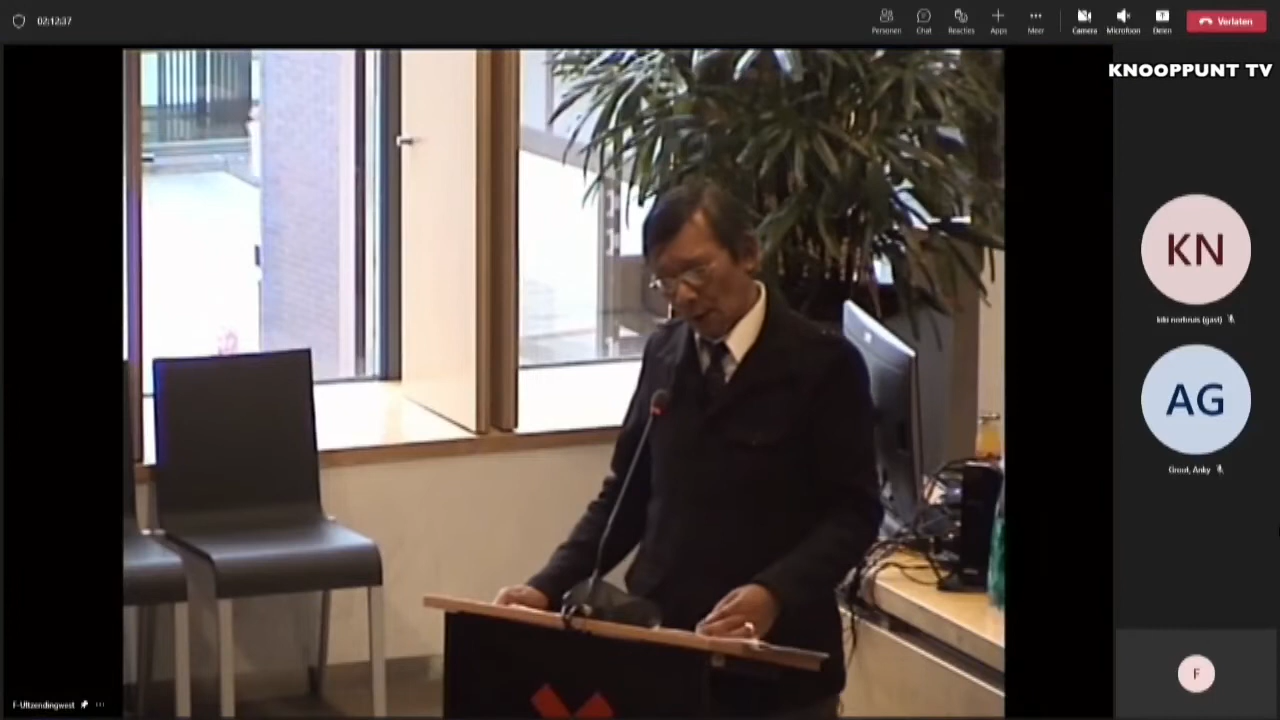 02:12:37
Personen
Chat
Reacties
Apps
Meer
Camera
Microfoon
Delen
Verlaten
KNOOPPUNT TV
KN
(gast)
AG
Groot, Anky
F
F-Uitzendingwest